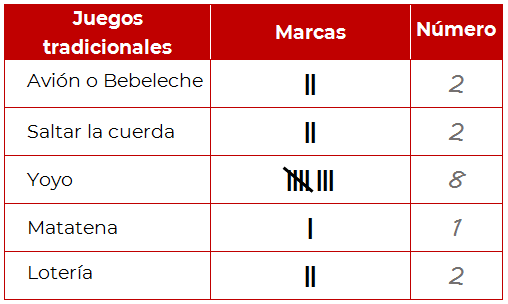 Juegos tradicionales Marcas Número
Avión o Bebeleche || 2
Saltar la cuerda || 2
Yoyo 𝍸 ||| 8
Matatena | 1
Lotería || 2